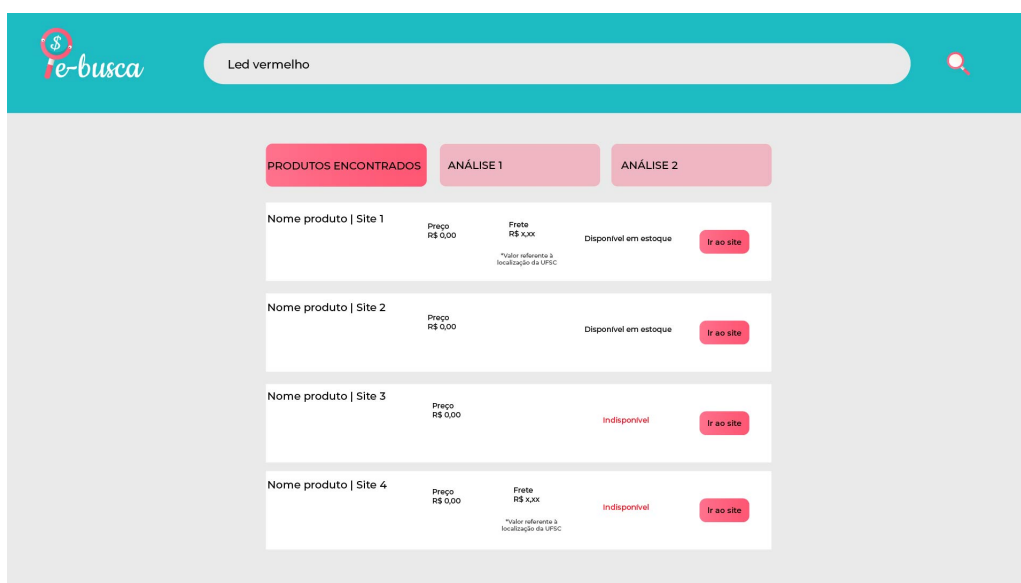 $
e-busca
Led vermelho
PRODUTOS ENCONTRADOS
ANÁLISE 1
ANÁLISE 2
Nome produto | Site 1
Preço
R$ 0,00
Frete
R$ x,xx
*Valor referente à
localização da UFSC
Disponível em estoque
Ir ao site
Nome produto | Site 2
Preço
R$ 0,00
Disponível em estoque
Ir ao site
Nome produto | Site 3
Preço
R$ 0,00
Indisponível
Ir ao site
Nome produto | Site 4
Preço
R$ 0,00
Frete
R$ x,xx
*Valor referente à
localização da UFSC
Indisponível
Ir ao site